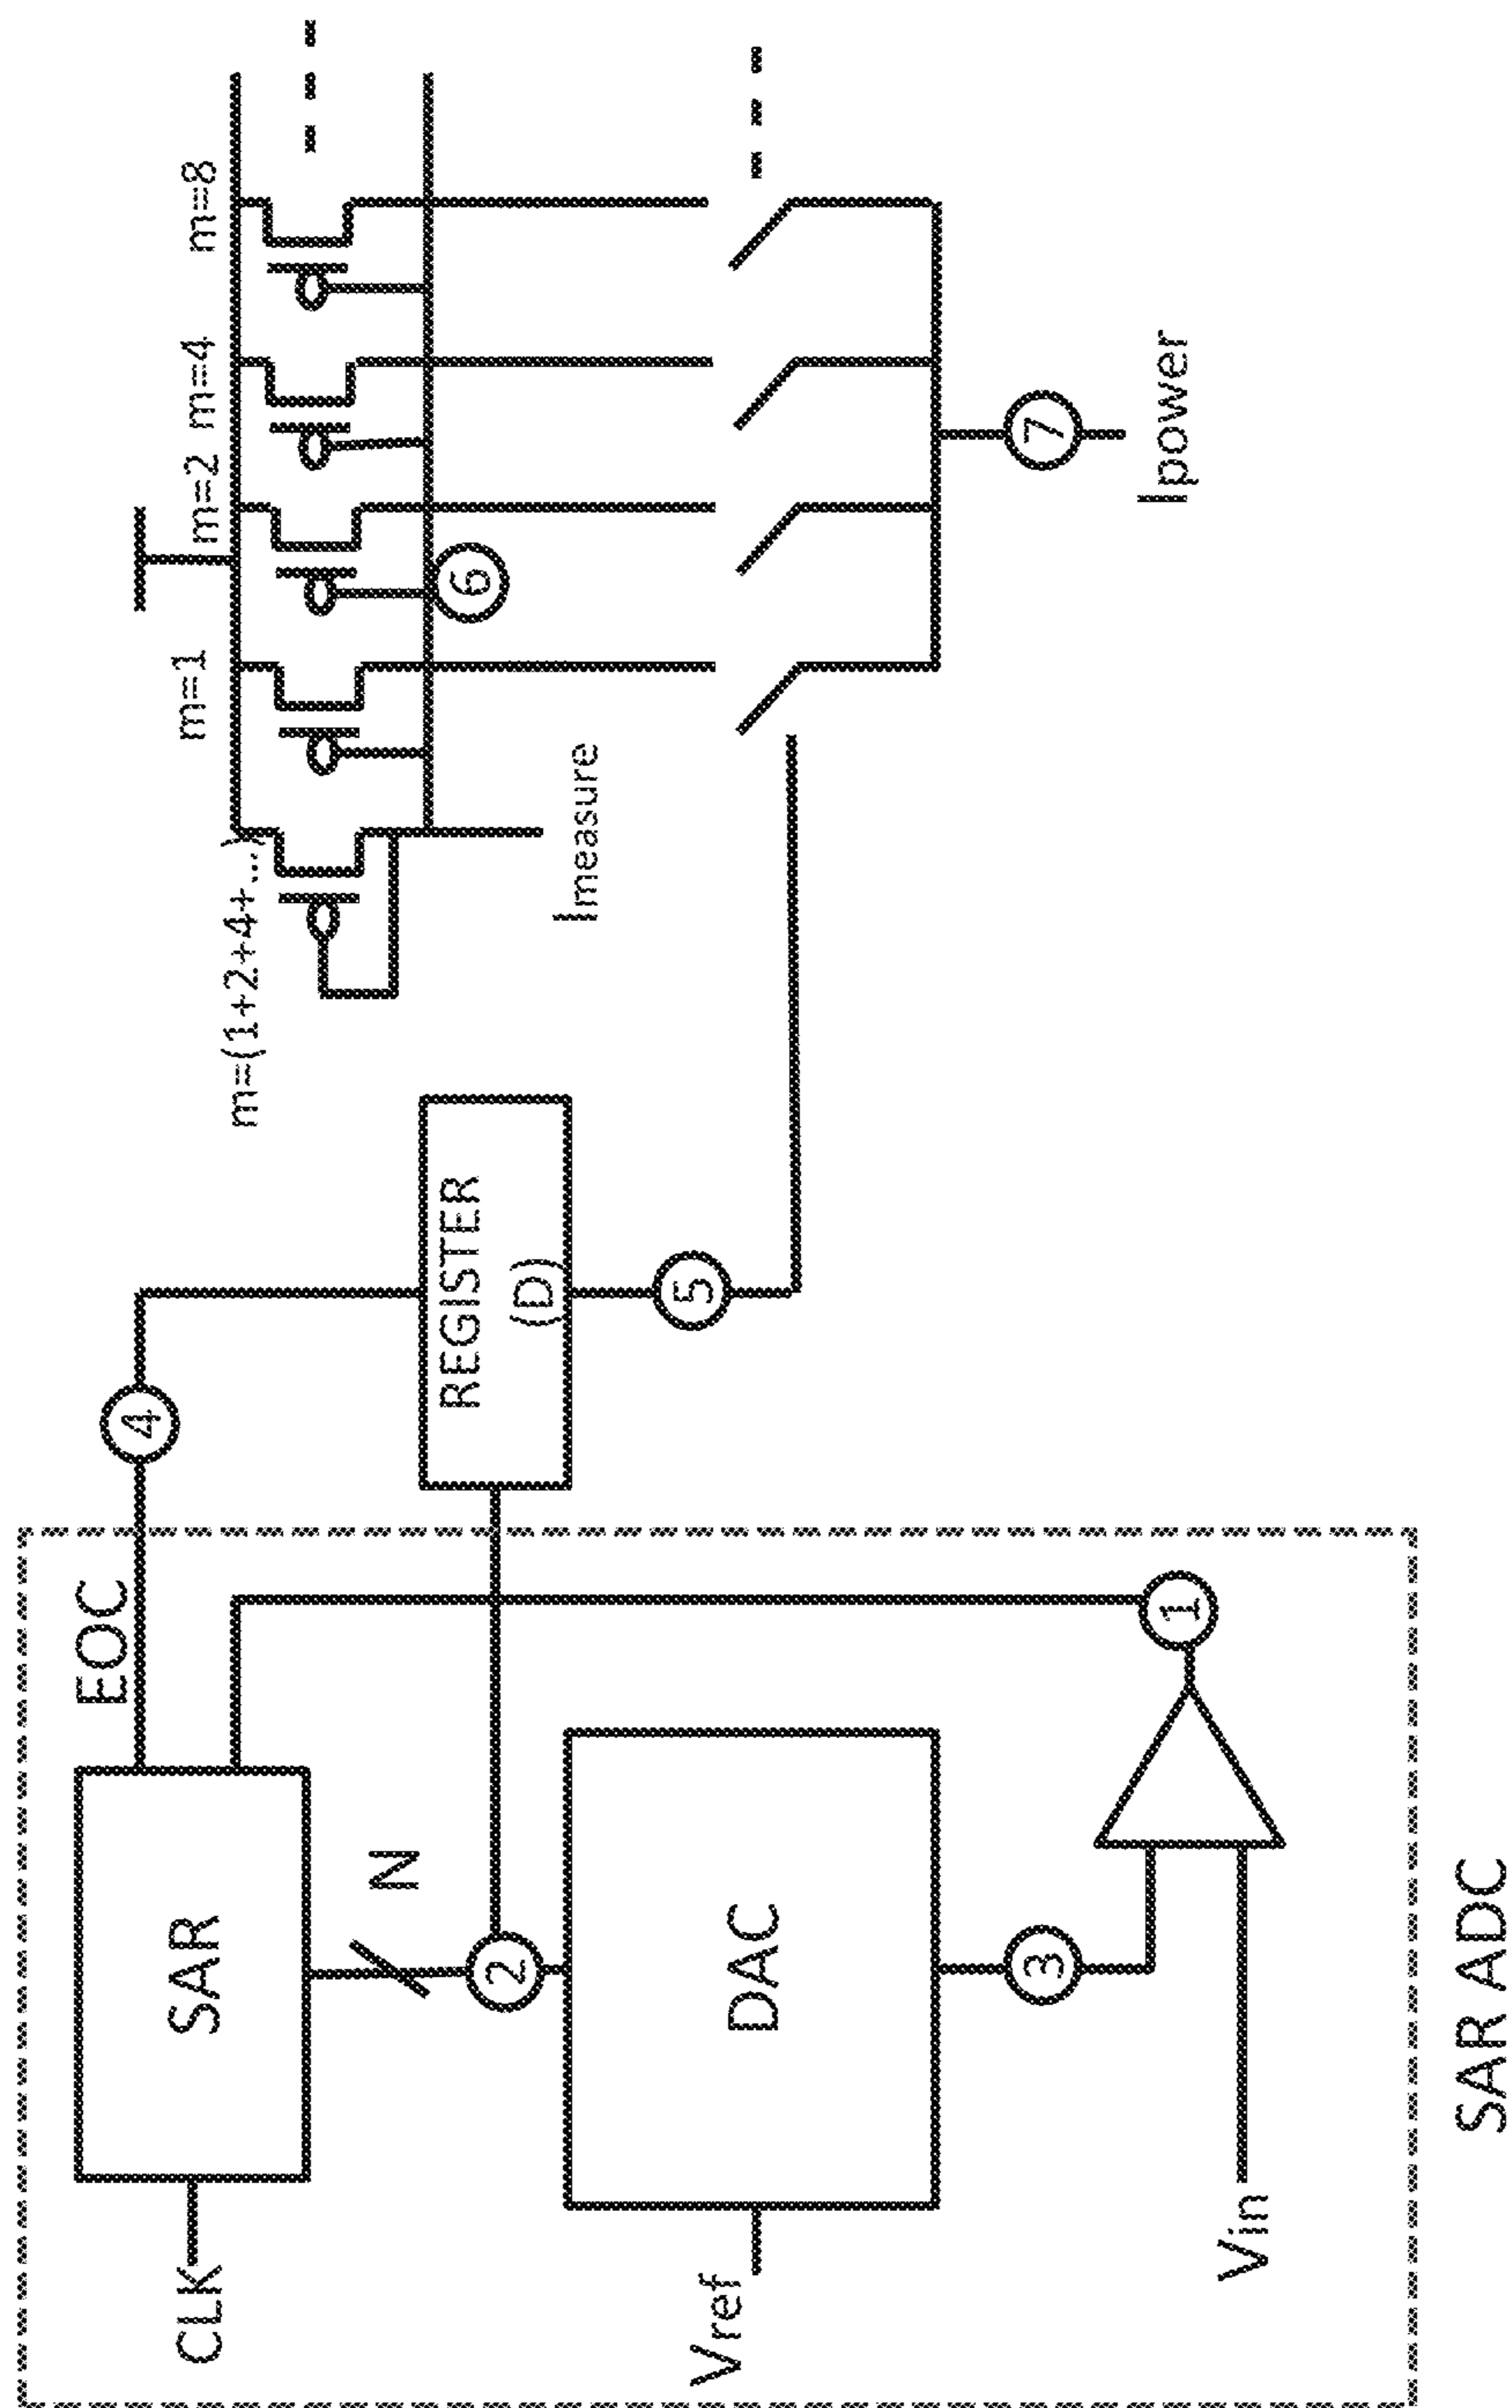 CLK
SAR
EOC
4
m=(1+2+4+...)
m=1
m=2
m=4
m=8
N
2
REGISTER
(D)
6
Imeasure
Vref
DAC
5
3
7
Ipower
Vin
1
SAR ADC